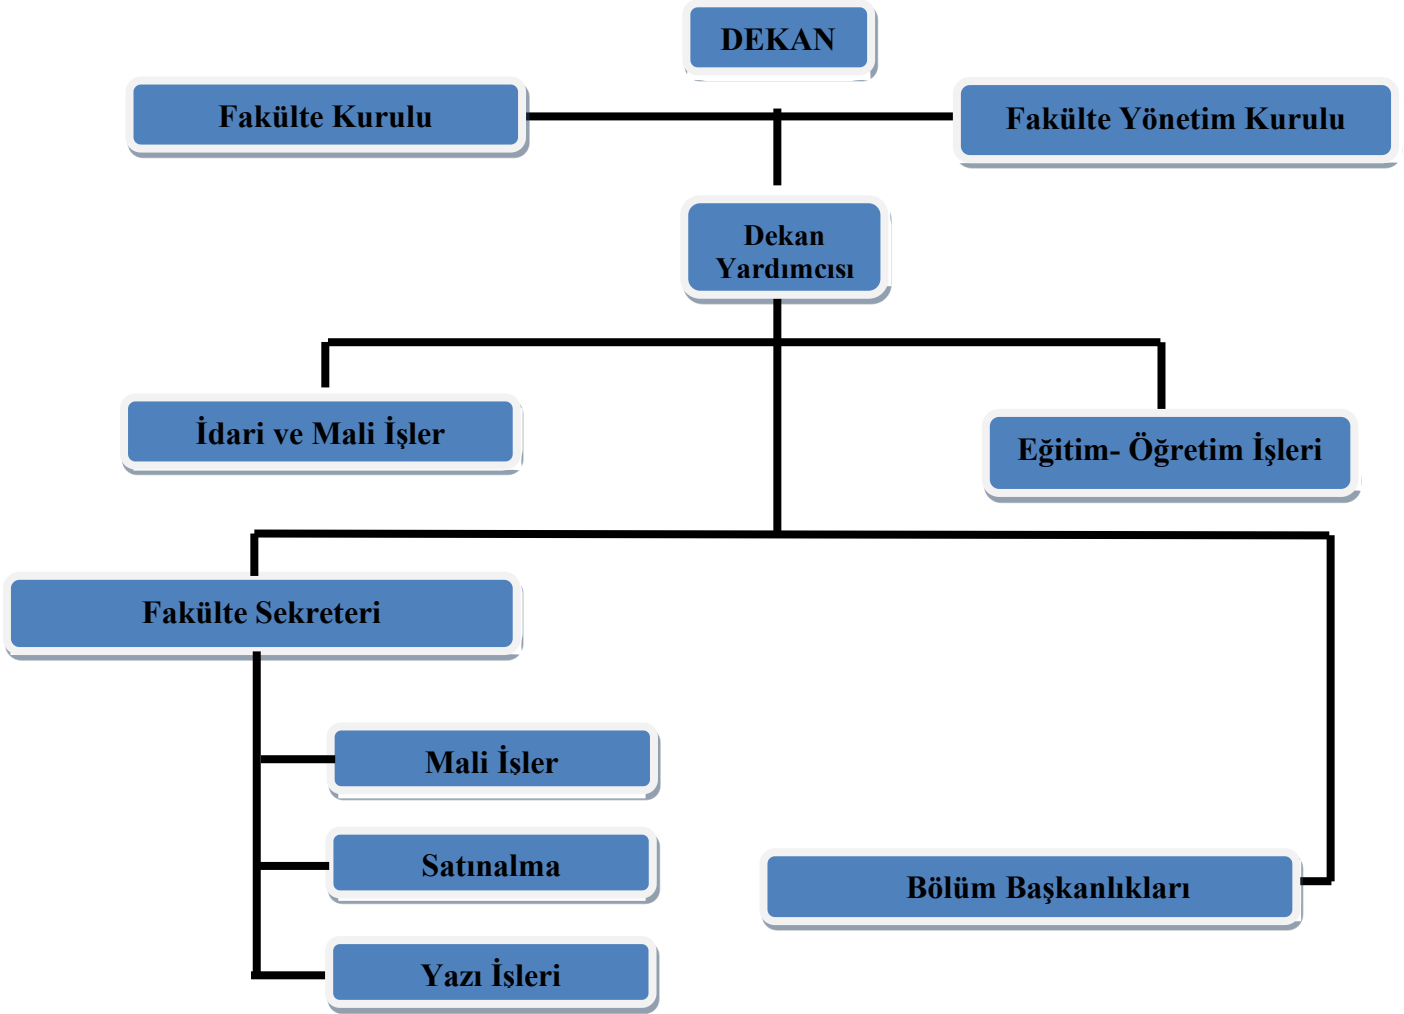 DEKAN
Fakülte Kurulu
Fakülte Yönetim Kurulu
Dekan
Yardımcısı
İdari ve Mali İşler
Eğitim- Öğretim İşleri
Fakülte Sekreteri
Mali İşler
Satınalma
Bölüm Başkanlıkları
Yazı İşleri